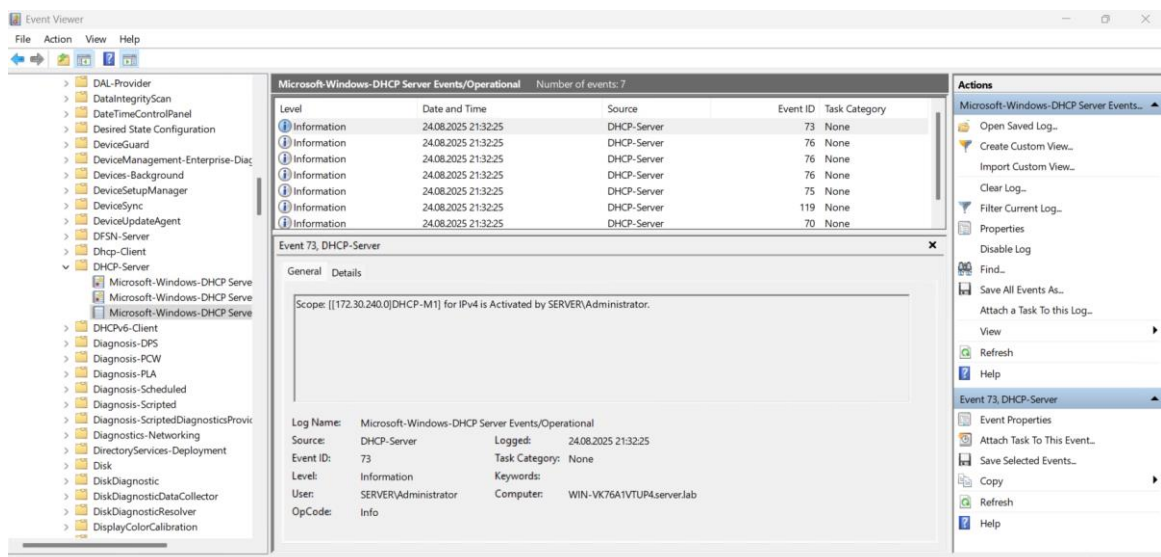 Event Viewer
File Action View Help
DAL-Provider
DataIntegrityScan
DateTimeControlPanel
Desired State Configuration
DeviceGuard
DeviceManagement-Enterprise-Diag
Devices-Background
DeviceSetupManager
DeviceSync
DeviceUpdateAgent
DFSN-Server
Dhcp-Client
DHCP-Server
Microsoft-Windows-DHCP Serve
Microsoft-Windows-DHCP Serve
Microsoft-Windows-DHCP Serve
DHCPv6-Client
Diagnosis-DPS
Diagnosis-PCW
Diagnosis-PLA
Diagnosis-Scheduled
Diagnosis-Scripted
Diagnosis-ScriptedDiagnosticsProvic
Diagnostics-Networking
DirectoryServices-Deployment
Disk
DiskDiagnostic
DiskDiagnosticDataCollector
DiskDiagnosticResolver
DisplayColorCalibration
Microsoft-Windows-DHCP Server Events/Operational Number of events: 7
Level Date and Time Source Event ID Task Category
Information 24.08.2025 21:32:25 DHCP-Server 73 None
Information 24.08.2025 21:32:25 DHCP-Server 76 None
Information 24.08.2025 21:32:25 DHCP-Server 76 None
Information 24.08.2025 21:32:25 DHCP-Server 76 None
Information 24.08.2025 21:32:25 DHCP-Server 75 None
Information 24.08.2025 21:32:25 DHCP-Server 119 None
Information 24.08.2025 21:32:25 DHCP-Server 70 None
Event 73, DHCP-Server
General Details
Scope: [[172.30.240.0]DHCP-M1] for IPv4 is Activated by SERVER\Administrator.
Log Name: Microsoft-Windows-DHCP Server Events/Operational
Source: DHCP-Server Logged: 24.08.2025 21:32:25
Event ID: 73 Task Category: None
Level: Information Keywords:
User: SERVER\Administrator Computer: WIN-VK76A1VTUP4.server.lab
OpCode: Info
Actions
Microsoft-Windows-DHCP Server Events...
Open Saved Log...
Create Custom View...
Import Custom View...
Clear Log...
Filter Current Log...
Properties
Disable Log
Find...
Save All Events As...
Attach a Task To this Log...
View
Refresh
Help
Event 73, DHCP-Server
Event Properties
Attach Task To This Event...
Save Selected Events...
Copy
Refresh
Help